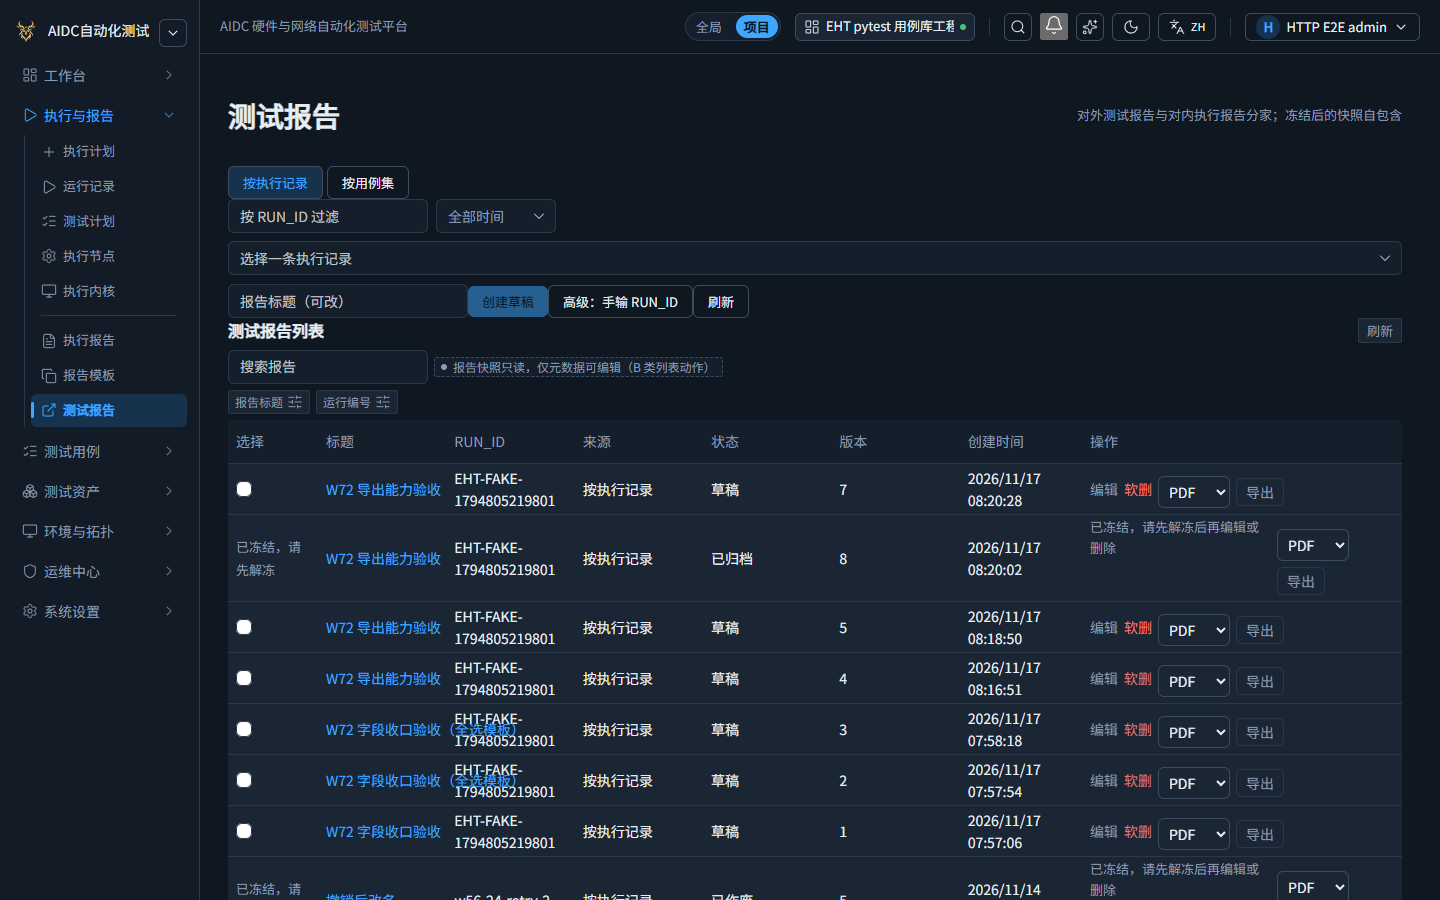 AIDC自动化测试
AIDC 硬件与网络自动化测试平台
全局
项目
EHT pytest 用例库工程
ZH
H
HTTP E2E admin
工作台
执行与报告
执行计划
运行记录
测试计划
执行节点
执行内核
执行报告
报告模板
测试报告
测试用例
测试资产
环境与拓扑
运维中心
系统设置
测试报告
对外测试报告与对内执行报告分家；冻结后的快照自包含
按执行记录
按用例集
按 RUN_ID 过滤
全部时间
选择一条执行记录
报告标题（可改）
创建草稿
高级：手输 RUN_ID
刷新
测试报告列表
刷新
搜索报告
报告快照只读，仅元数据可编辑（B 类列表动作）
报告标题
运行编号
选择 标题 RUN_ID 来源 状态 版本 创建时间 操作
W72 导出能力验收 EHT-FAKE-1794805219801 按执行记录 草稿 7 2026/11/17 08:20:28 编辑 软删 PDF 导出
已冻结，请先解冻 W72 导出能力验收 EHT-FAKE-1794805219801 按执行记录 已归档 8 2026/11/17 08:20:02 已冻结，请先解冻后再编辑或删除 PDF 导出
W72 导出能力验收 EHT-FAKE-1794805219801 按执行记录 草稿 5 2026/11/17 08:18:50 编辑 软删 PDF 导出
W72 导出能力验收 EHT-FAKE-1794805219801 按执行记录 草稿 4 2026/11/17 08:16:51 编辑 软删 PDF 导出
W72 字段收口验收（全选模板） EHT-FAKE-1794805219801 按执行记录 草稿 3 2026/11/17 07:58:18 编辑 软删 PDF 导出
W72 字段收口验收（全选模板） EHT-FAKE-1794805219801 按执行记录 草稿 2 2026/11/17 07:57:54 编辑 软删 PDF 导出
W72 字段收口验收 EHT-FAKE-1794805219801 按执行记录 草稿 1 2026/11/17 07:57:06 编辑 软删 PDF 导出
已冻结，请 2026/11/14 已冻结，请先解冻后再编辑或删除 PDF